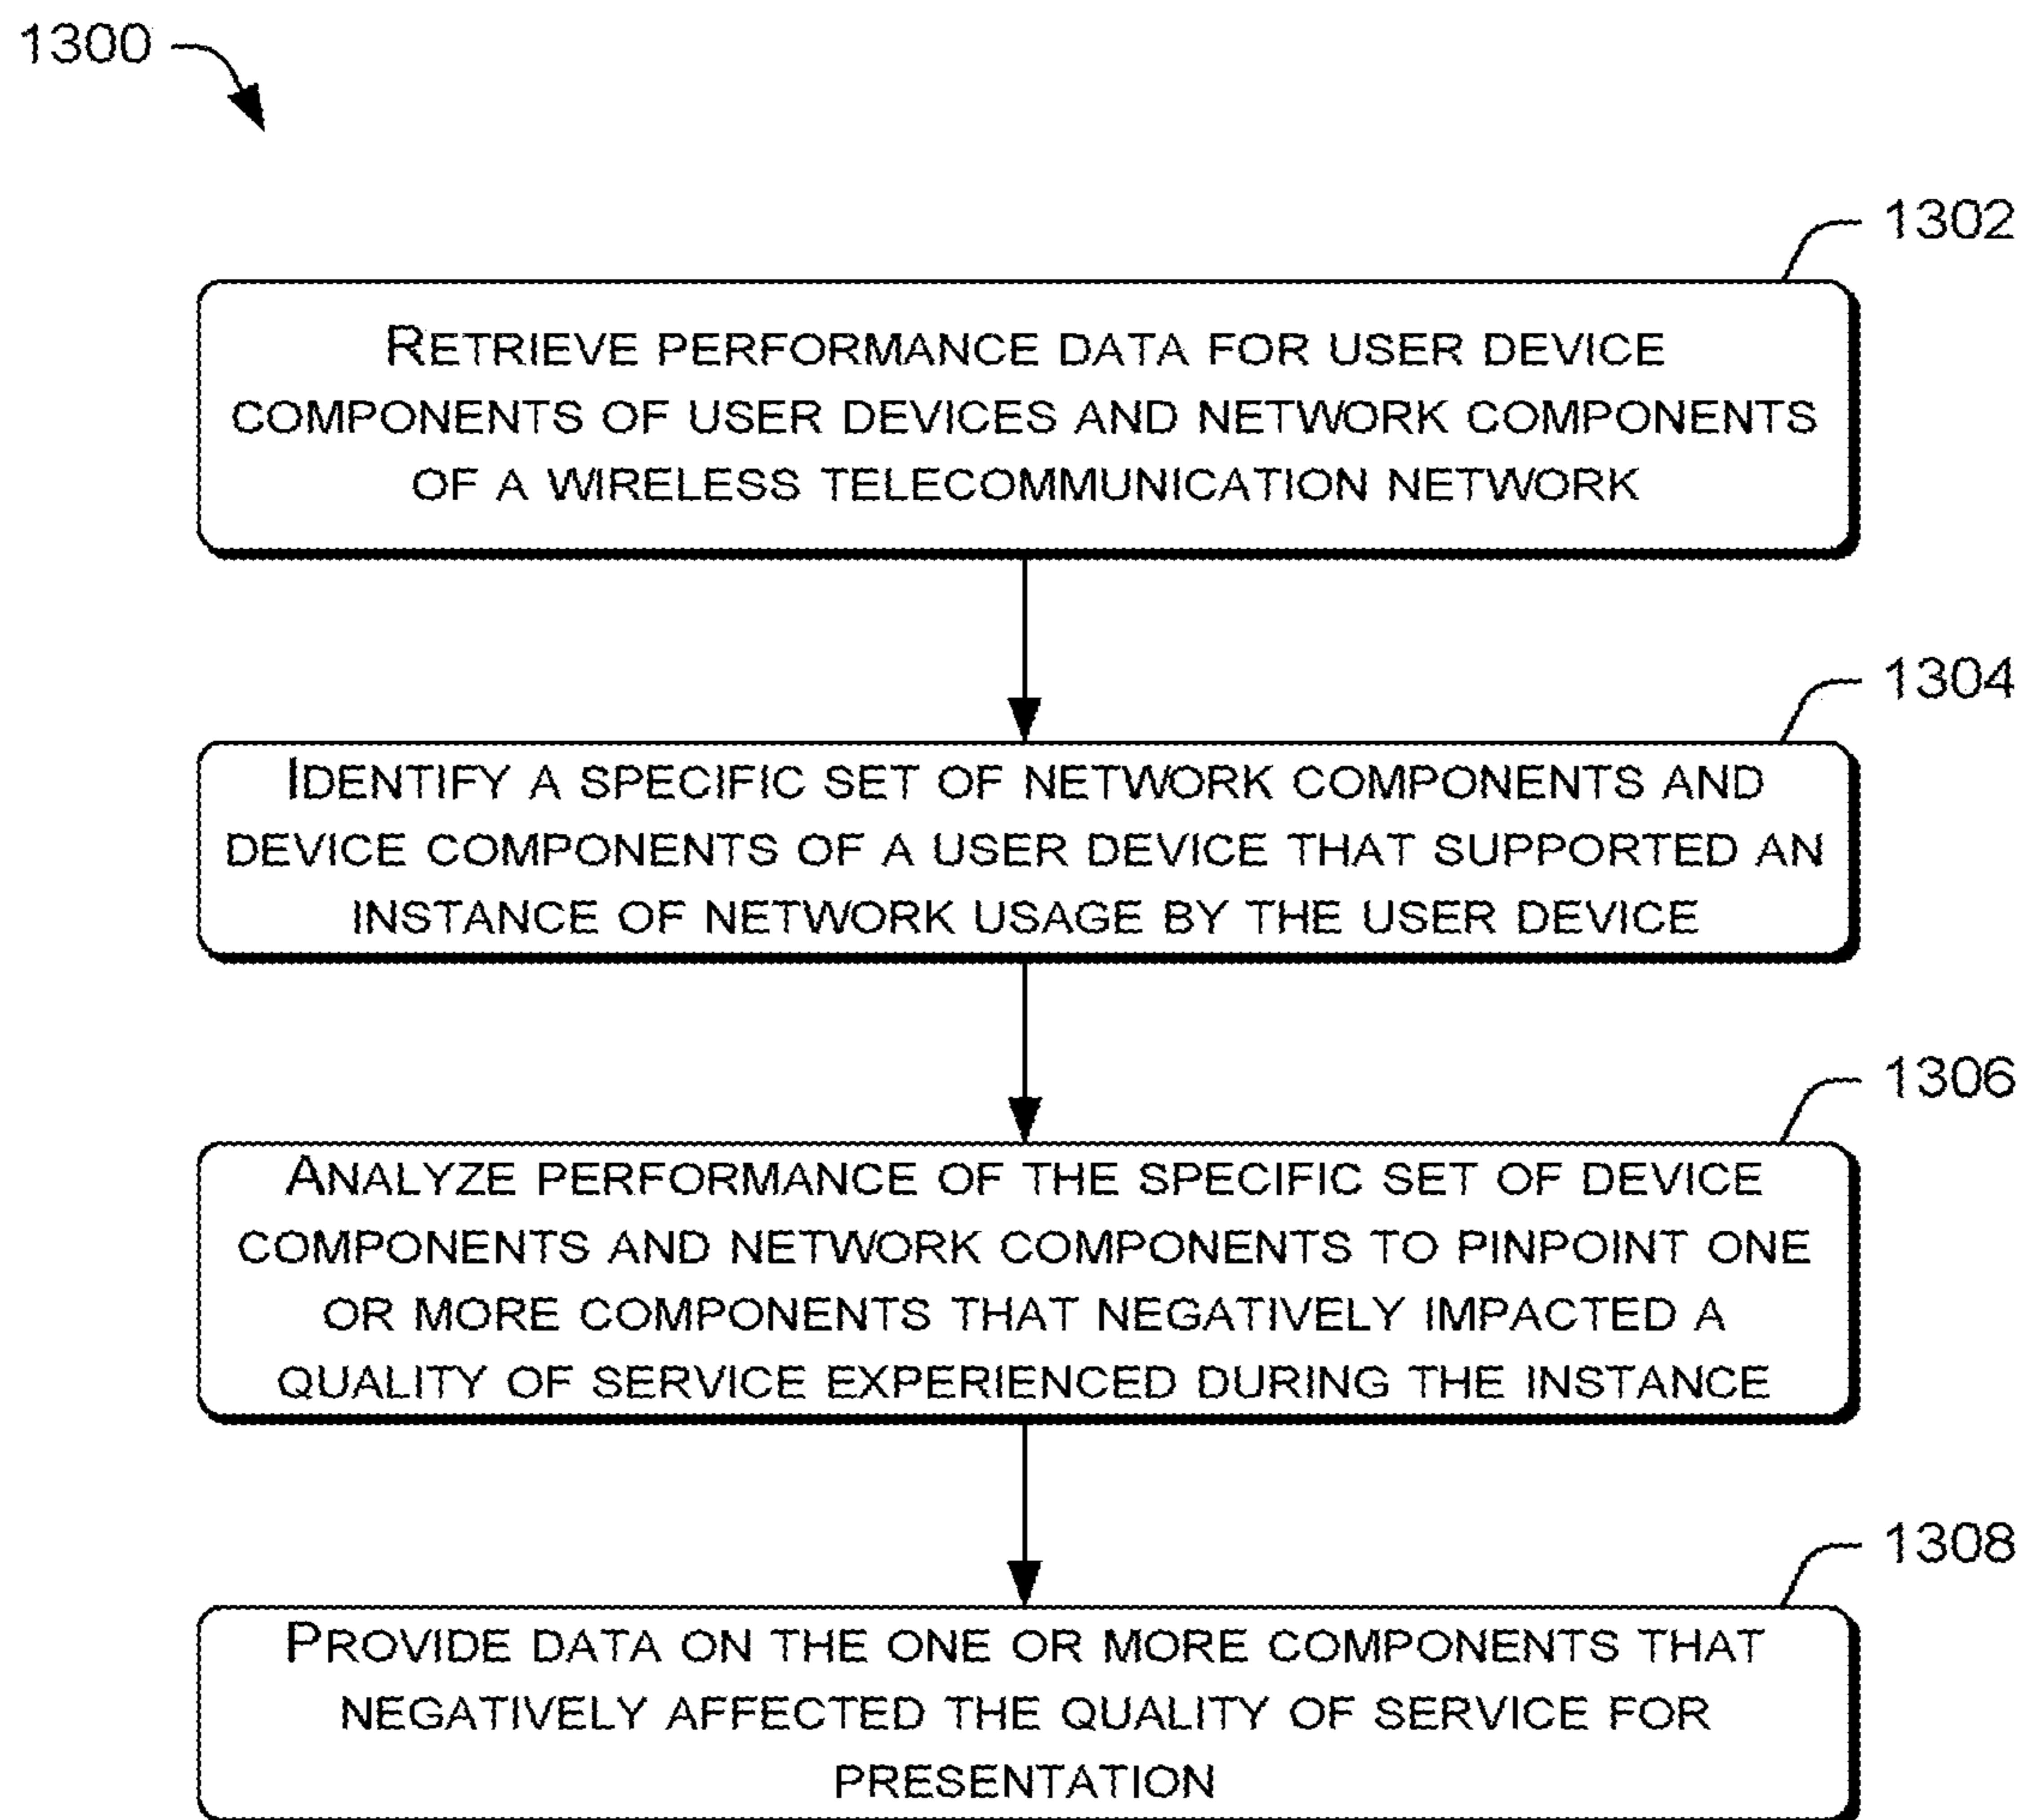 1300
1302
RETRIEVE PERFORMANCE DATA FOR USER DEVICE
COMPONENTS OF USER DEVICES AND NETWORK COMPONENTS
OF A WIRELESS TELECOMMUNICATION NETWORK
1304
IDENTIFY A SPECIFIC SET OF NETWORK COMPONENTS AND
DEVICE COMPONENTS OF A USER DEVICE THAT SUPPORTED AN
INSTANCE OF NETWORK USAGE BY THE USER DEVICE
1306
ANALYZE PERFORMANCE OF THE SPECIFIC SET OF DEVICE
COMPONENTS AND NETWORK COMPONENTS TO PINPOINT ONE
OR MORE COMPONENTS THAT NEGATIVELY IMPACTED A
QUALITY OF SERVICE EXPERIENCED DURING THE INSTANCE
1308
PROVIDE DATA ON THE ONE OR MORE COMPONENTS THAT
NEGATIVELY AFFECTED THE QUALITY OF SERVICE FOR
PRESENTATION